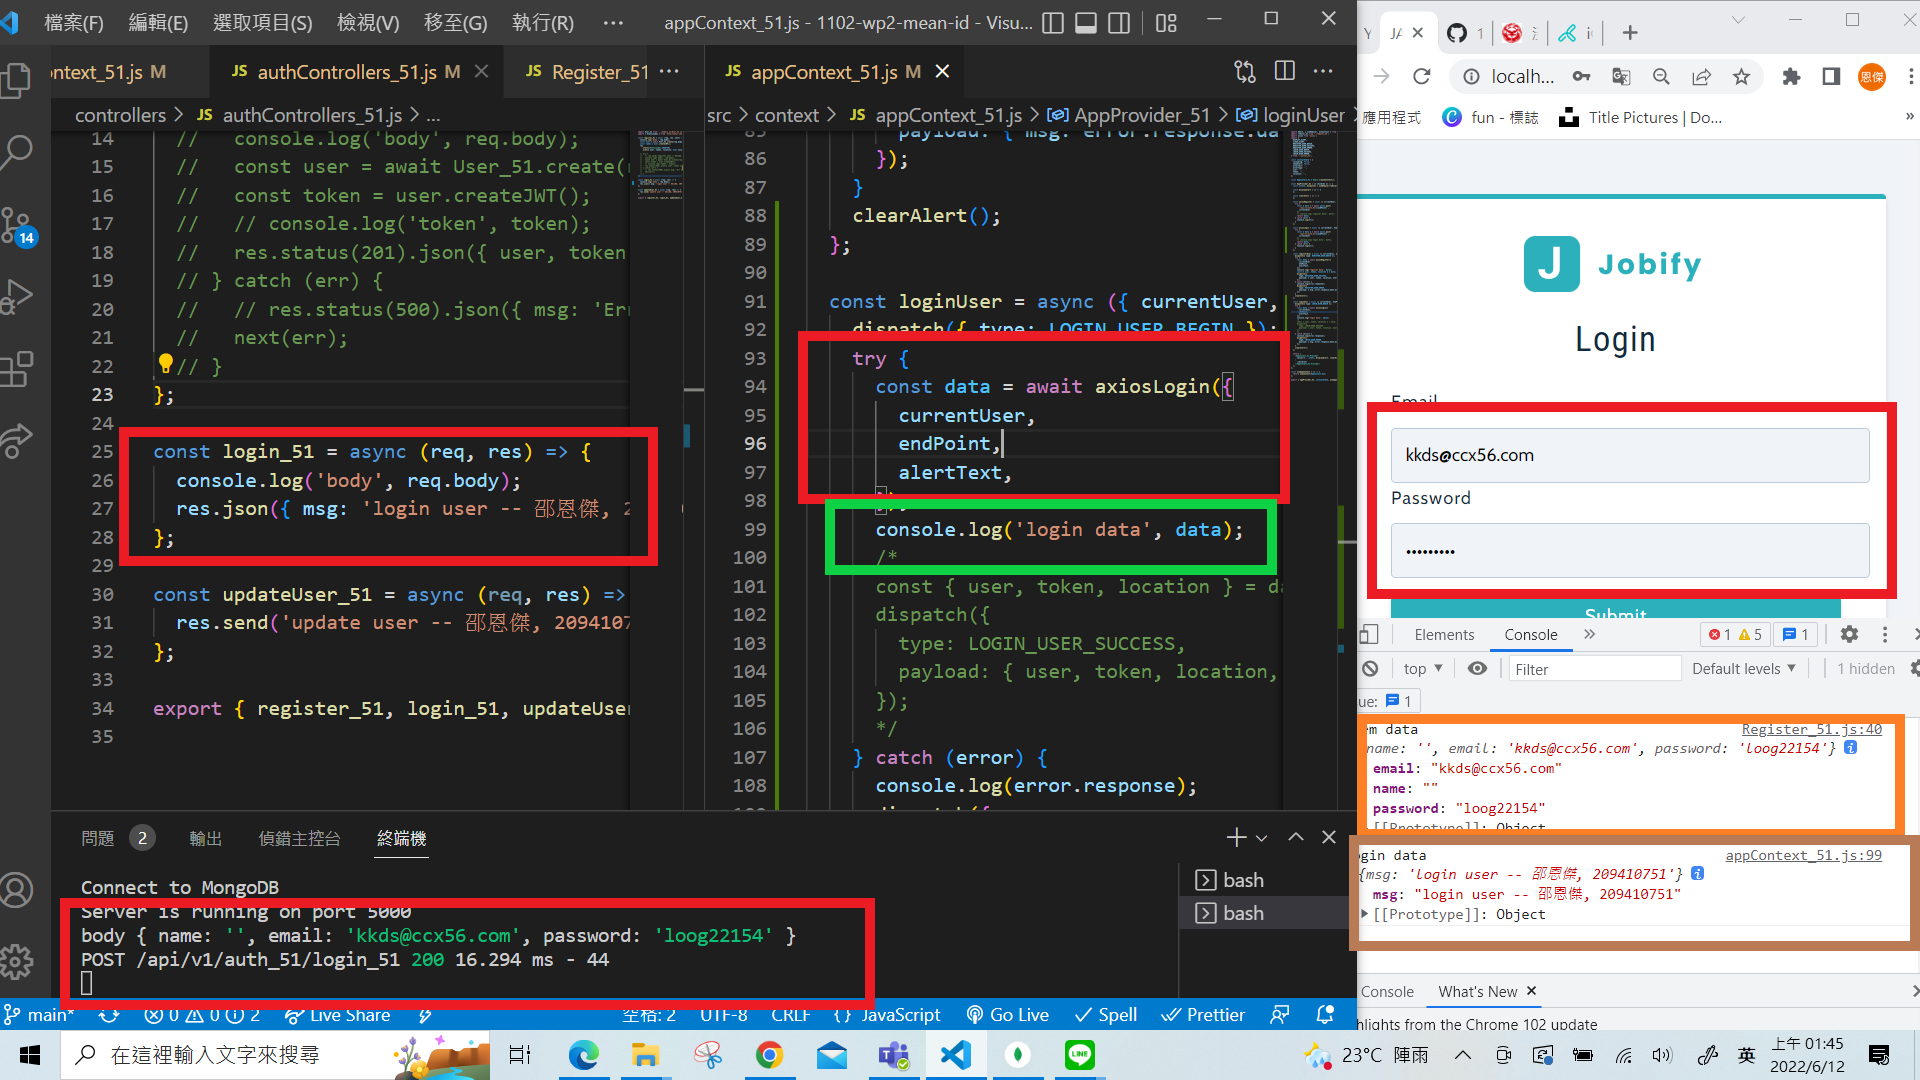 檔案(F) 編輯(E) 選取項目(S) 檢視(V) 移至(G) 執行(R) ··· appContext_51.js - 1102-wp2-mean-id - Visu...
ontext_51.js M
JS authControllers_51.js M
JS Register_51 ···
controllers > JS authControllers_51.js > ...
14 // console.log('body', req.body);
15 // const user = await User_51.create(
16 // const token = user.createJWT();
17 // // console.log('token', token);
18 // res.status(201).json({ user, token
19 // } catch (err) {
20 // // res.status(500).json({ msg: 'Er
21 // next(err);
22 // }
23 };
24
25 const login_51 = async (req, res) => {
26 console.log('body', req.body);
27 res.json({ msg: 'login user -- 邵恩傑, 2
28 };
29
30 const updateUser_51 = async (req, res) =>
31 res.send('update user -- 邵恩傑, 2094107
32 };
33
34 export { register_51, login_51, updateUse
35
JS appContext_51.js M
src > context > JS appContext_51.js > AppProvider_51 > loginUser
85 payload: { msg: error.response.da
86 });
87 }
88 clearAlert();
89 };
90
91 const loginUser = async ({ currentUser,
92 dispatch({ type: LOGIN_USER_BEGIN });
93 try {
94 const data = await axiosLogin({
95 currentUser,
96 endPoint,
97 alertText,
98 });
99 console.log('login data', data);
100 /*
101 const { user, token, location } = da
102 dispatch({
103 type: LOGIN_USER_SUCCESS,
104 payload: { user, token, location,
105 });
106 */
107 } catch (error) {
108 console.log(error.response);
dispatch({
14
問題 2 輸出 偵錯主控台 終端機
Connect to MongoDB
Server is running on port 5000
body { name: '', email: 'kkds@ccx56.com', password: 'loog22154' }
POST /api/v1/auth_51/login_51 200 16.294 ms - 44
bash
bash
main* 0 0 2 Live Share 空格: 2 UTF-8 CRLF {} JavaScript Go Live Spell Prettier
JA 1
localh... 恩傑
應用程式 fun - 標誌 Title Pictures | Do... »
J Jobify
Login
Email
kkds@ccx56.com
Password
•••••••••
Submit
Elements Console » 1 5 1
top Filter Default levels 1 hidden
ue: 1
m data Register_51.js:40
name: '', email: 'kkds@ccx56.com', password: 'loog22154'}
email: "kkds@ccx56.com"
name: ""
password: "loog22154"
[[Prototype]]: Object
gin data appContext_51.js:99
{msg: 'login user -- 邵恩傑, 209410751'}
msg: "login user -- 邵恩傑, 209410751"
[[Prototype]]: Object
Console What's New
hlights from the Chrome 102 update
在這裡輸入文字來搜尋
LINE
23°C 陣雨
英
上午 01:45
2022/6/12